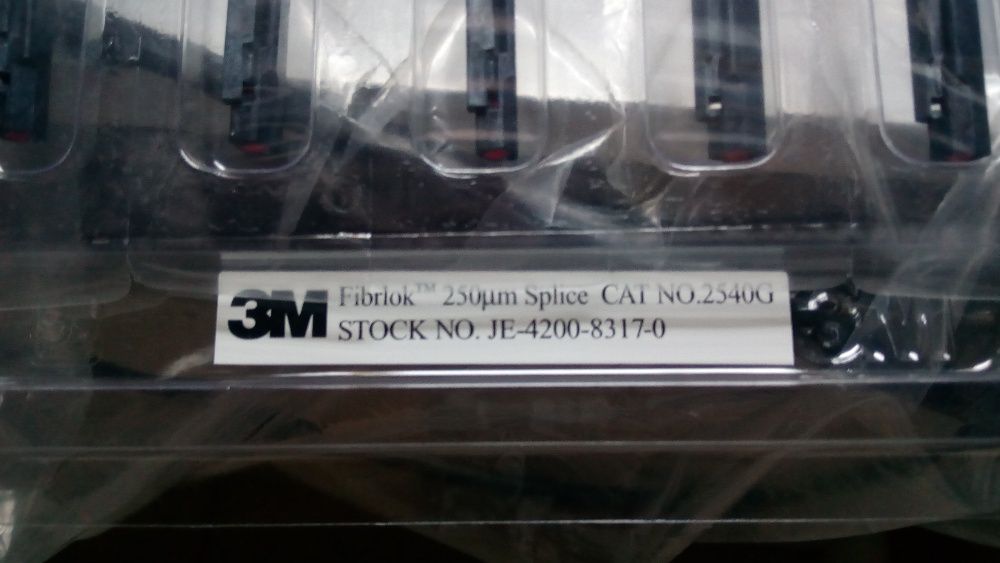 3M
Fibrlok™ 250µm Splice CAT NO.2540G
STOCK NO. JE-4200-8317-0